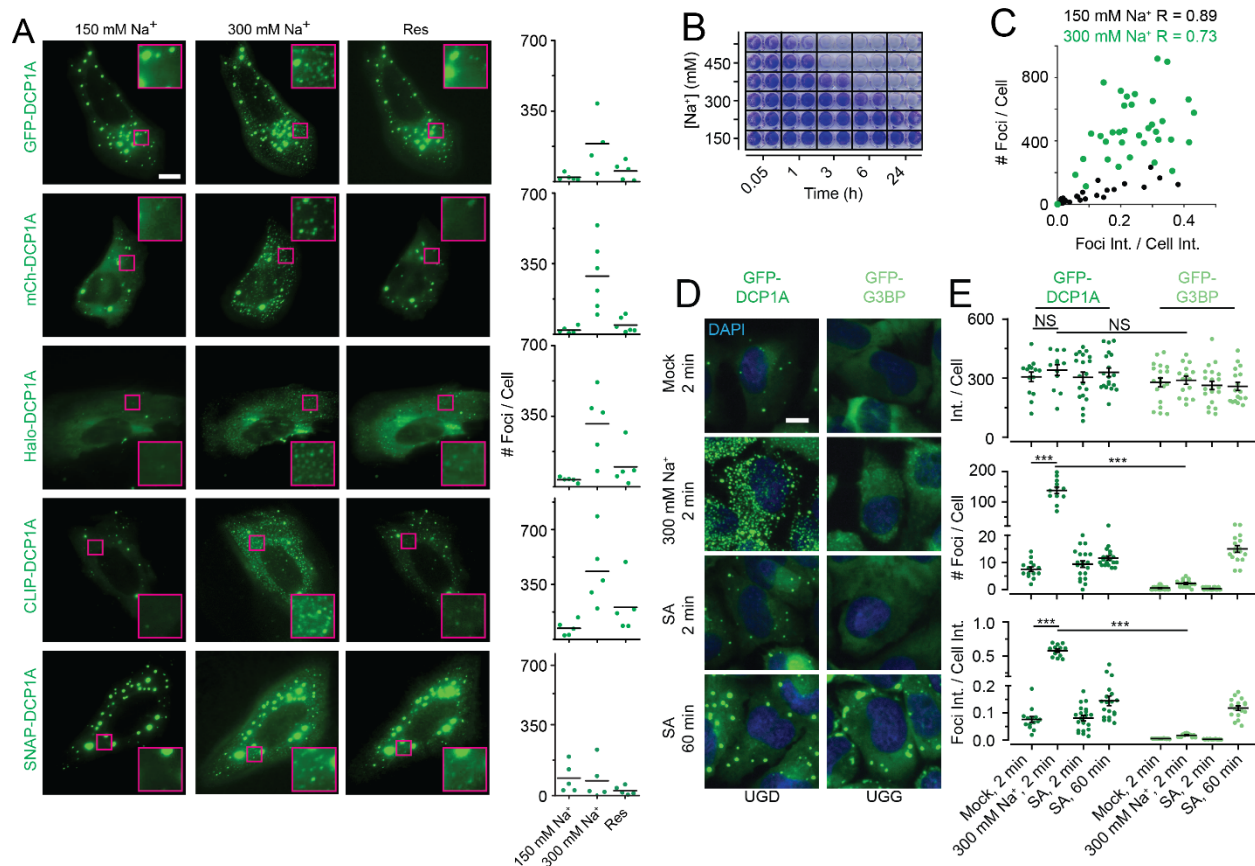 A
150 mM Na⁺
300 mM Na⁺
Res
GFP-DCP1A
mCh-DCP1A
Halo-DCP1A
CLIP-DCP1A
SNAP-DCP1A
# Foci / Cell
700
350
0
700
350
0
700
350
0
700
350
0
700
350
0
150 mM Na⁺
300 mM Na⁺
Res
B
[Na⁺] (mM)
450
300
150
0.05
1
3
6
24
Time (h)
C
150 mM Na⁺ R = 0.89
300 mM Na⁺ R = 0.73
# Foci / Cell
800
400
0
0.0
0.2
0.4
Foci Int. / Cell Int.
D
GFP-
DCP1A
GFP-
G3BP
DAPI
Mock
2 min
300 mM Na⁺
2 min
SA
2 min
SA
60 min
UGD
UGG
E
GFP-
DCP1A
GFP-
G3BP
NS
NS
Int. / Cell
600
300
0
***
***
# Foci / Cell
200
100
20
10
0
***
***
Foci Int. / Cell Int.
1.0
0.5
0.2
0.1
0.0
Mock, 2 min
300 mM Na⁺, 2 min
SA, 2 min
SA, 60 min
Mock, 2 min
300 mM Na⁺, 2 min
SA, 2 min
SA, 60 min